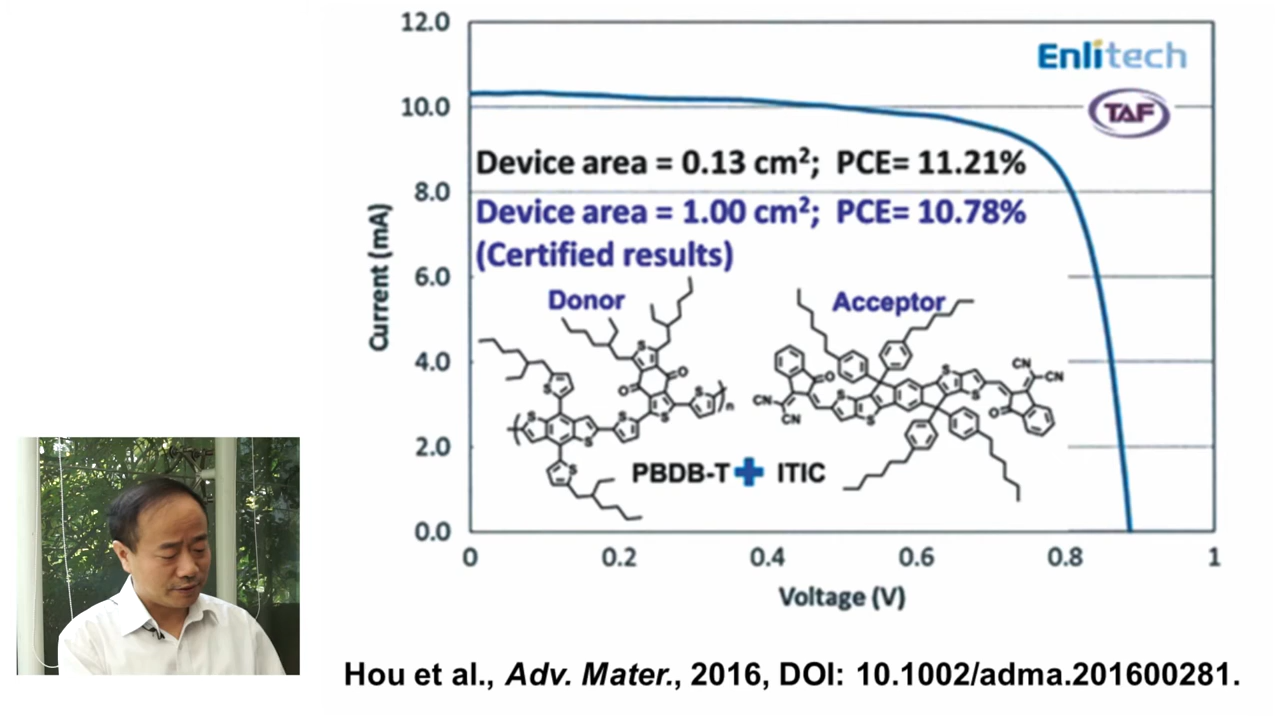 12.0
10.0
8.0
6.0
4.0
2.0
0.0
Current (mA)
Enlitech
TAF
Device area = 0.13 cm²; PCE= 11.21%
Device area = 1.00 cm²; PCE= 10.78%
(Certified results)
Donor
Acceptor
S
S
S
S
S
S
S
S
O
O
n
CN
CN
O
S
S
S
S
O
CN
CN
PBDB-T + ITIC
0 0.2 0.4 0.6 0.8 1
Voltage (V)
Hou et al., Adv. Mater., 2016, DOI: 10.1002/adma.201600281.